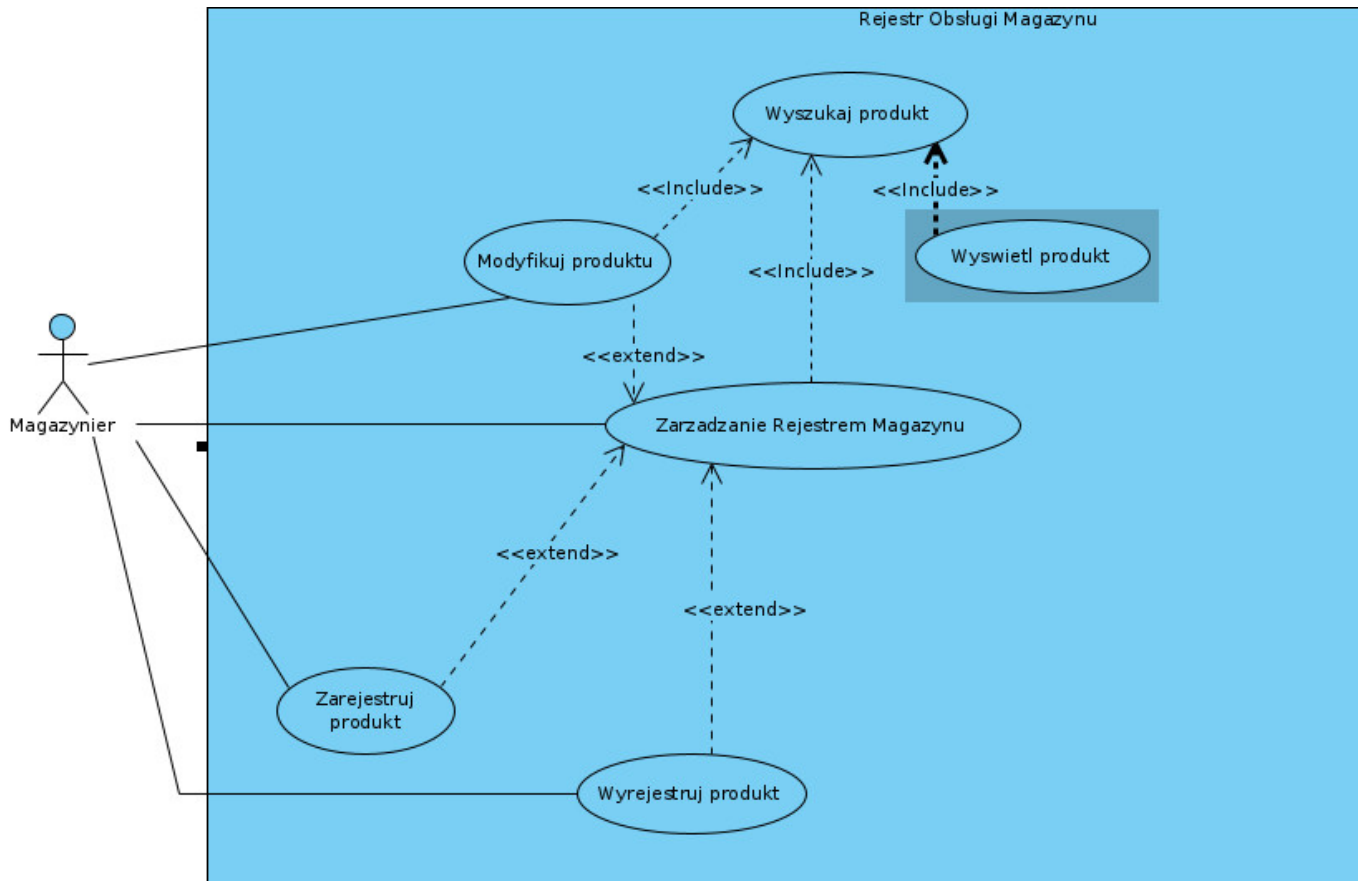 Rejestr Obsługi Magazynu
Wyszukaj produkt
<<Include>>
<<Include>>
Modyfikuj produktu
Wyswietl produkt
<<Include>>
<<extend>>
Magazynier
Zarzadzanie Rejestrem Magazynu
<<extend>>
<<extend>>
Zarejestruj
produkt
Wyrejestruj produkt